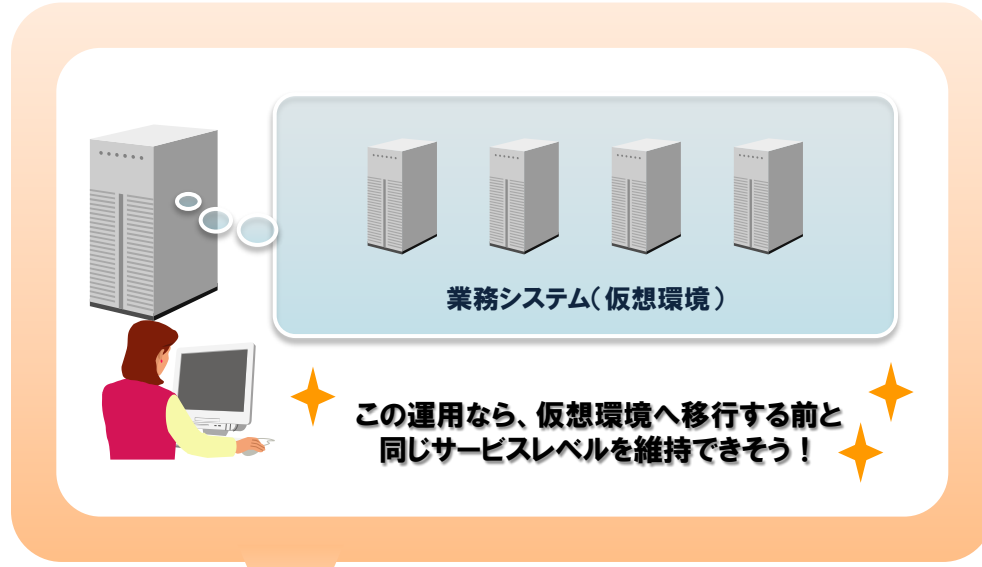 業務システム（仮想環境）
この運用なら、仮想環境へ移行する前と
同じサービスレベルを維持できそう！